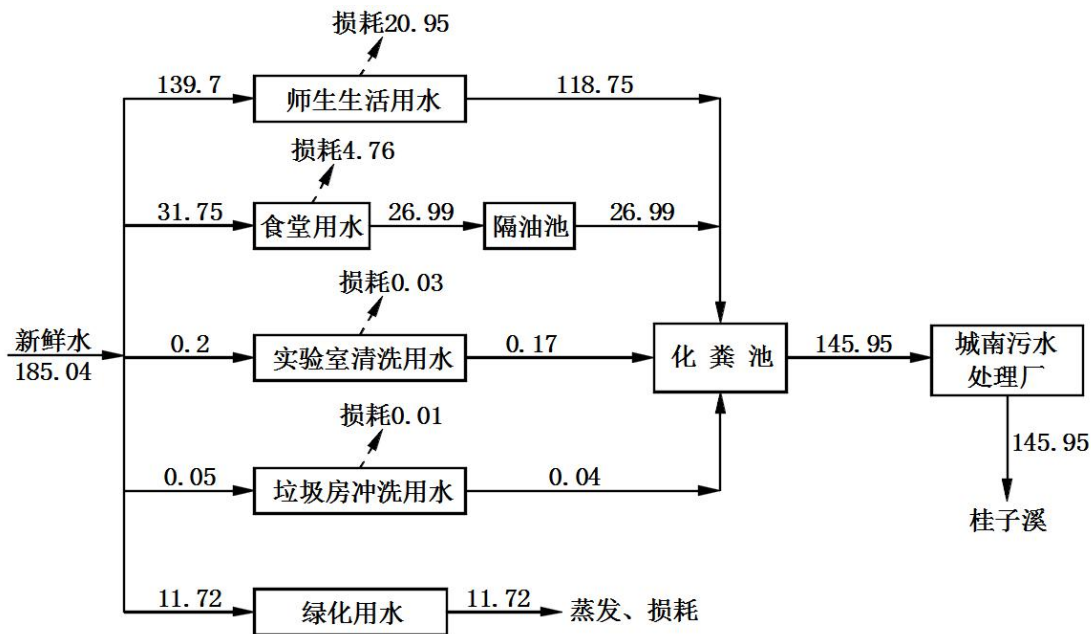 损耗20.95
139.7
师生生活用水
118.75
损耗4.76
31.75
食堂用水
26.99
隔油池
26.99
损耗0.03
新鲜水
185.04
0.2
实验室清洗用水
0.17
化粪池
145.95
城南污水
处理厂
损耗0.01
0.05
垃圾房冲洗用水
0.04
145.95
桂子溪
11.72
绿化用水
11.72
蒸发、损耗